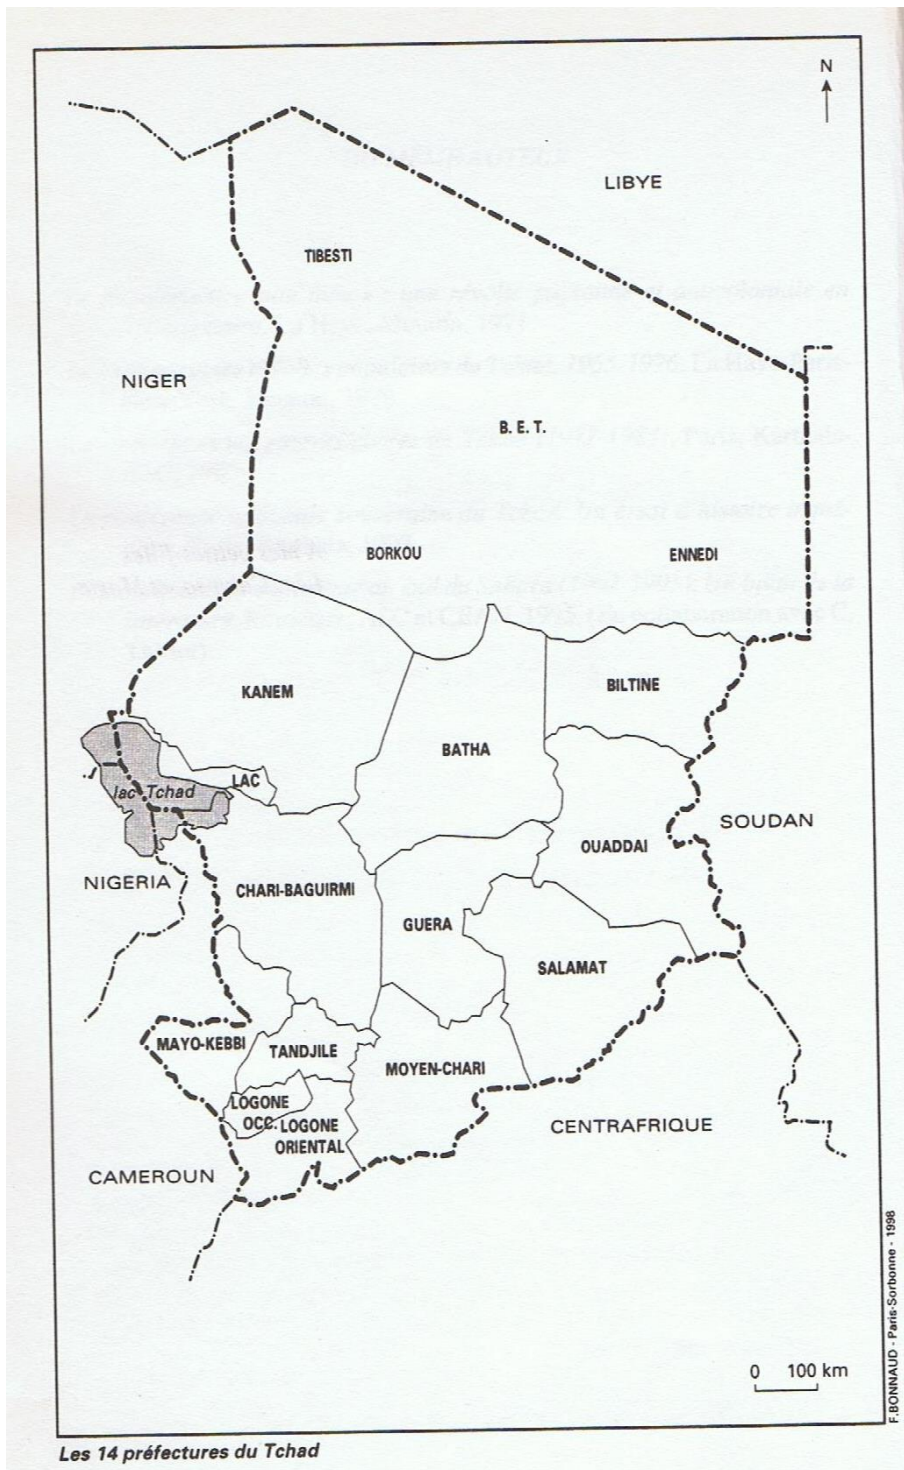 N
LIBYE
TIBESTI
NIGER
B. E. T.
BORKOU
ENNEDI
KANEM
BILTINE
BATHA
LAC
lac Tchad
SOUDAN
OUADDAI
NIGERIA
CHARI-BAGUIRMI
GUERA
SALAMAT
MAYO-KEBBI
TANDJILE
MOYEN-CHARI
LOGONE
OCC.
LOGONE
ORIENTAL
CENTRAFRIQUE
CAMEROUN
0 100 km
F.BONNAUD - Paris-Sorbonne - 1998
Les 14 préfectures du Tchad